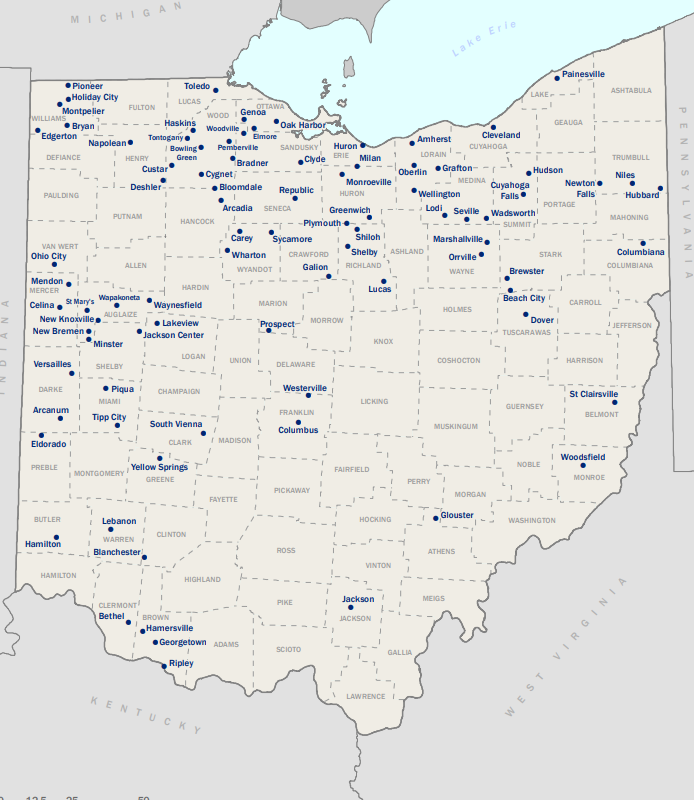 MICHIGAN
Lake Erie
Painesville
Pioneer
Toledo
LAKE
ASHTABULA
Holiday City
LUCAS
OTTAWA
FULTON
Montpelier
Genoa
WOOD
WILLIAMS
Haskins
Oak Harbor
GEAUGA
Bryan
Woodville
Edgerton
Tontogany
Elmore
Cleveland
PENNSYLVANIA
Napolean
Amherst
Huron
CUYAHOGA
Bowling
Green
Pemberville
SANDUSKY
ERIE
LORAIN
DEFIANCE
HENRY
Clyde
Milan
TRUMBULL
Bradner
Custar
Oberlin
Grafton
Hudson
Niles
Cygnet
MEDINA
Monroeville
Cuyahoga
Falls
Newton
Falls
Deshler
Bloomdale
Republic
HURON
Wellington
Hubbard
PAULDING
PORTAGE
Arcadia
SENECA
Greenwich
Lodi
Seville
Wadsworth
PUTNAM
HANCOCK
Plymouth
SUMMIT
MAHONING
Carey
Sycamore
Shiloh
Marshallville
VAN WERT
Wharton
CRAWFORD
Shelby
ASHLAND
Columbiana
Ohio City
ALLEN
WYANDOT
Galion
RICHLAND
Orrville
STARK
COLUMBIANA
WAYNE
Brewster
Mendon
MERCER
HARDIN
Lucas
Beach City
St Mary's
Wapakoneta
Celina
Waynesfield
MARION
HOLMES
CARROLL
AUGLAIZE
New Knoxville
Lakeview
MORROW
Dover
JEFFERSON
New Bremen
Jackson Center
Prospect
TUSCARAWAS
Minster
KNOX
INDIANA
LOGAN
UNION
COSHOCTON
HARRISON
Versailles
SHELBY
DELAWARE
DARKE
Piqua
CHAMPAIGN
Westerville
St Clairsville
MIAMI
LICKING
Arcanum
Tipp City
FRANKLIN
GUERNSEY
BELMONT
South Vienna
Columbus
MUSKINGUM
Eldorado
CLARK
MADISON
Woodsfield
PREBLE
MONTGOMERY
Yellow Springs
FAIRFIELD
NOBLE
GREENE
PERRY
MONROE
PICKAWAY
MORGAN
FAYETTE
BUTLER
Lebanon
Glouster
HOCKING
WASHINGTON
CLINTON
WARREN
Hamilton
Blanchester
ROSS
ATHENS
VINTON
HAMILTON
HIGHLAND
CLERMONT
PIKE
Jackson
MEIGS
Bethel
BROWN
JACKSON
Hamersville
Georgetown
ADAMS
SCIOTO
GALLIA
WEST VIRGINIA
Ripley
LAWRENCE
KENTUCKY
12.5 25 50